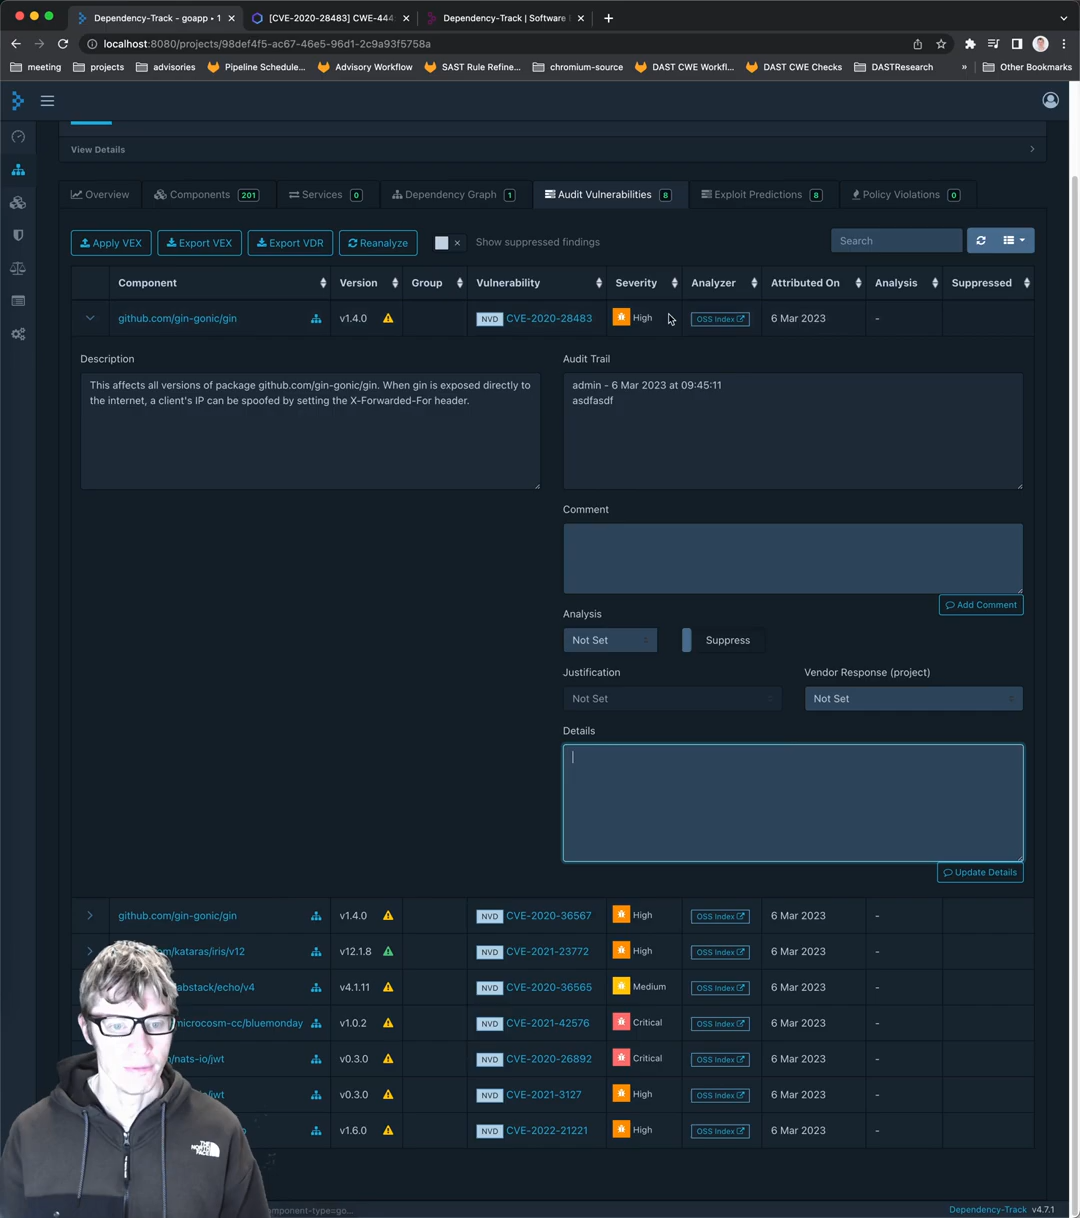 Dependency-Track - goapp • 1
[CVE-2020-28483] CWE-444
Dependency-Track | Software
localhost:8080/projects/98def4f5-ac67-46e5-96d1-2c9a93f5758a
meeting
projects
advisories
Pipeline Schedule...
Advisory Workflow
SAST Rule Refine...
chromium-source
DAST CWE Workfl...
DAST CWE Checks
DASTResearch
»
Other Bookmarks
View Details
Overview
Components 201
Services 0
Dependency Graph 1
Audit Vulnerabilities 8
Exploit Predictions 8
Policy Violations 0
Apply VEX
Export VEX
Export VDR
Reanalyze
Show suppressed findings
Search
Component Version Group Vulnerability Severity Analyzer Attributed On Analysis Suppressed
github.com/gin-gonic/gin v1.4.0 NVD CVE-2020-28483 High OSS Index 6 Mar 2023 -
Description
This affects all versions of package github.com/gin-gonic/gin. When gin is exposed directly to
the internet, a client's IP can be spoofed by setting the X-Forwarded-For header.
Audit Trail
admin - 6 Mar 2023 at 09:45:11
asdfasdf
Comment
Add Comment
Analysis
Not Set
Suppress
Justification
Not Set
Vendor Response (project)
Not Set
Details
Update Details
github.com/gin-gonic/gin v1.4.0 NVD CVE-2020-36567 High OSS Index 6 Mar 2023 -
om/kataras/iris/v12 v12.1.8 NVD CVE-2021-23772 High OSS Index 6 Mar 2023 -
abstack/echo/v4 v4.1.11 NVD CVE-2020-36565 Medium OSS Index 6 Mar 2023 -
microcosm-cc/bluemonday v1.0.2 NVD CVE-2021-42576 Critical OSS Index 6 Mar 2023 -
/nats-io/jwt v0.3.0 NVD CVE-2020-26892 Critical OSS Index 6 Mar 2023 -
o/jwt v0.3.0 NVD CVE-2021-3127 High OSS Index 6 Mar 2023 -
v1.6.0 NVD CVE-2022-21221 High OSS Index 6 Mar 2023 -
THE
NORTH
FACE
omponent-type=go...
Dependency-Track v4.7.1